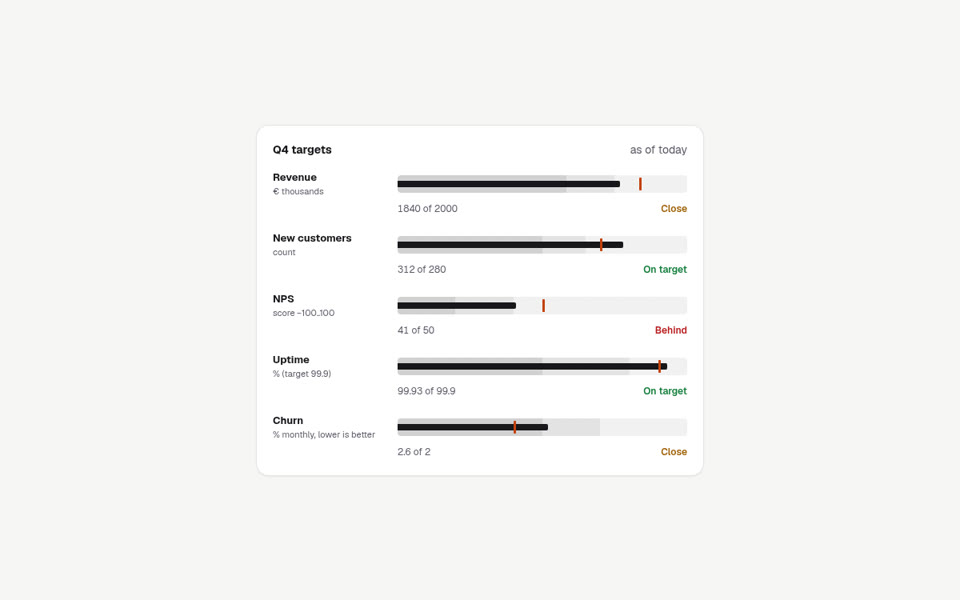 Q4 targets
as of today
Revenue
€ thousands
1840 of 2000
Close
New customers
count
312 of 280
On target
NPS
score −100..100
41 of 50
Behind
Uptime
% (target 99.9)
99.93 of 99.9
On target
Churn
% monthly, lower is better
2.6 of 2
Close